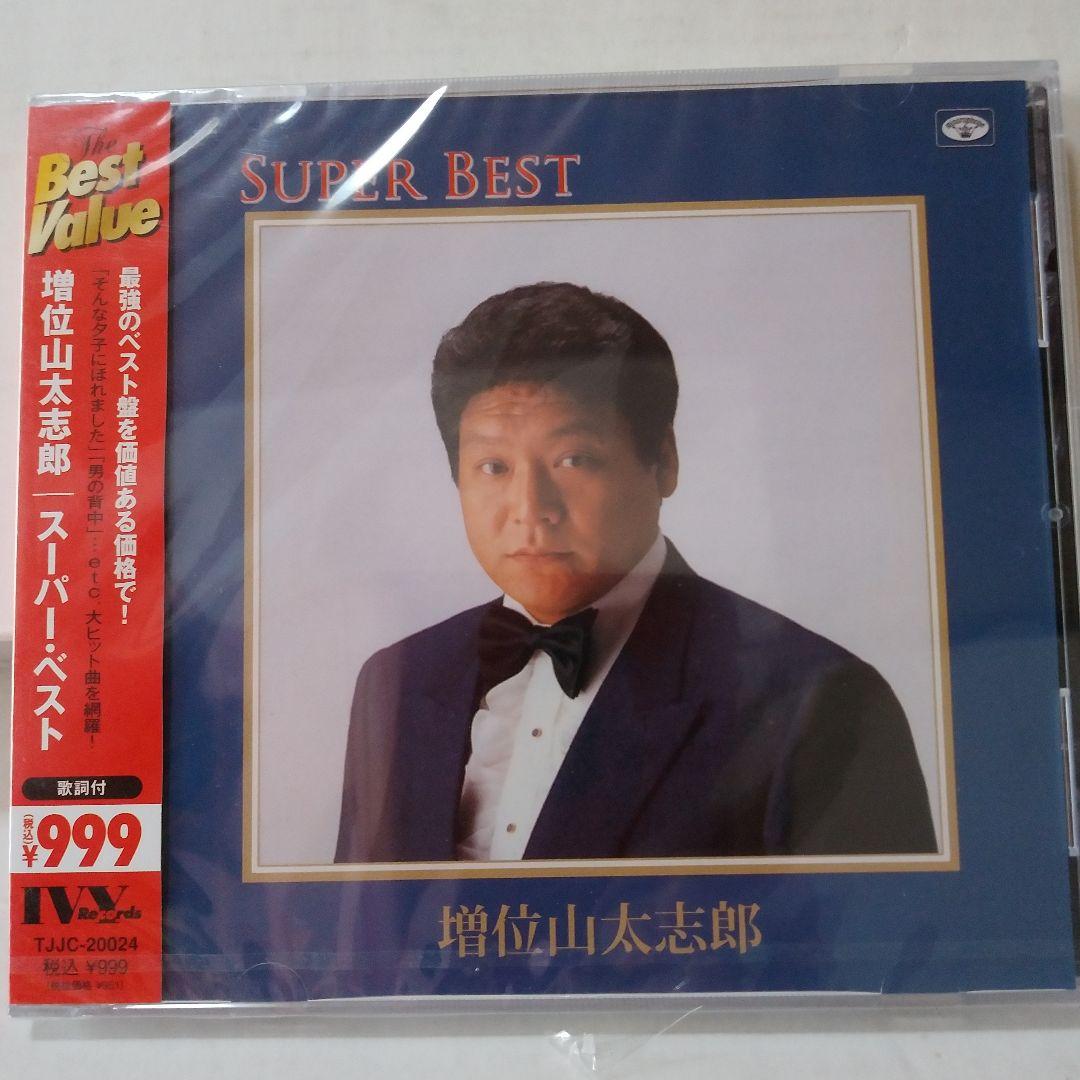 The
Best
Value
最強のベスト盤を価値ある価格で!
「そんな夕子にほれました」「男の背中」…etc.大ヒット曲を網羅!
増位山太志郎|スーパー・ベスト
歌詞付
(税込)¥999
IVY
Records
TJJC-20024
税込 ¥999
SUPER BEST
増位山太志郎